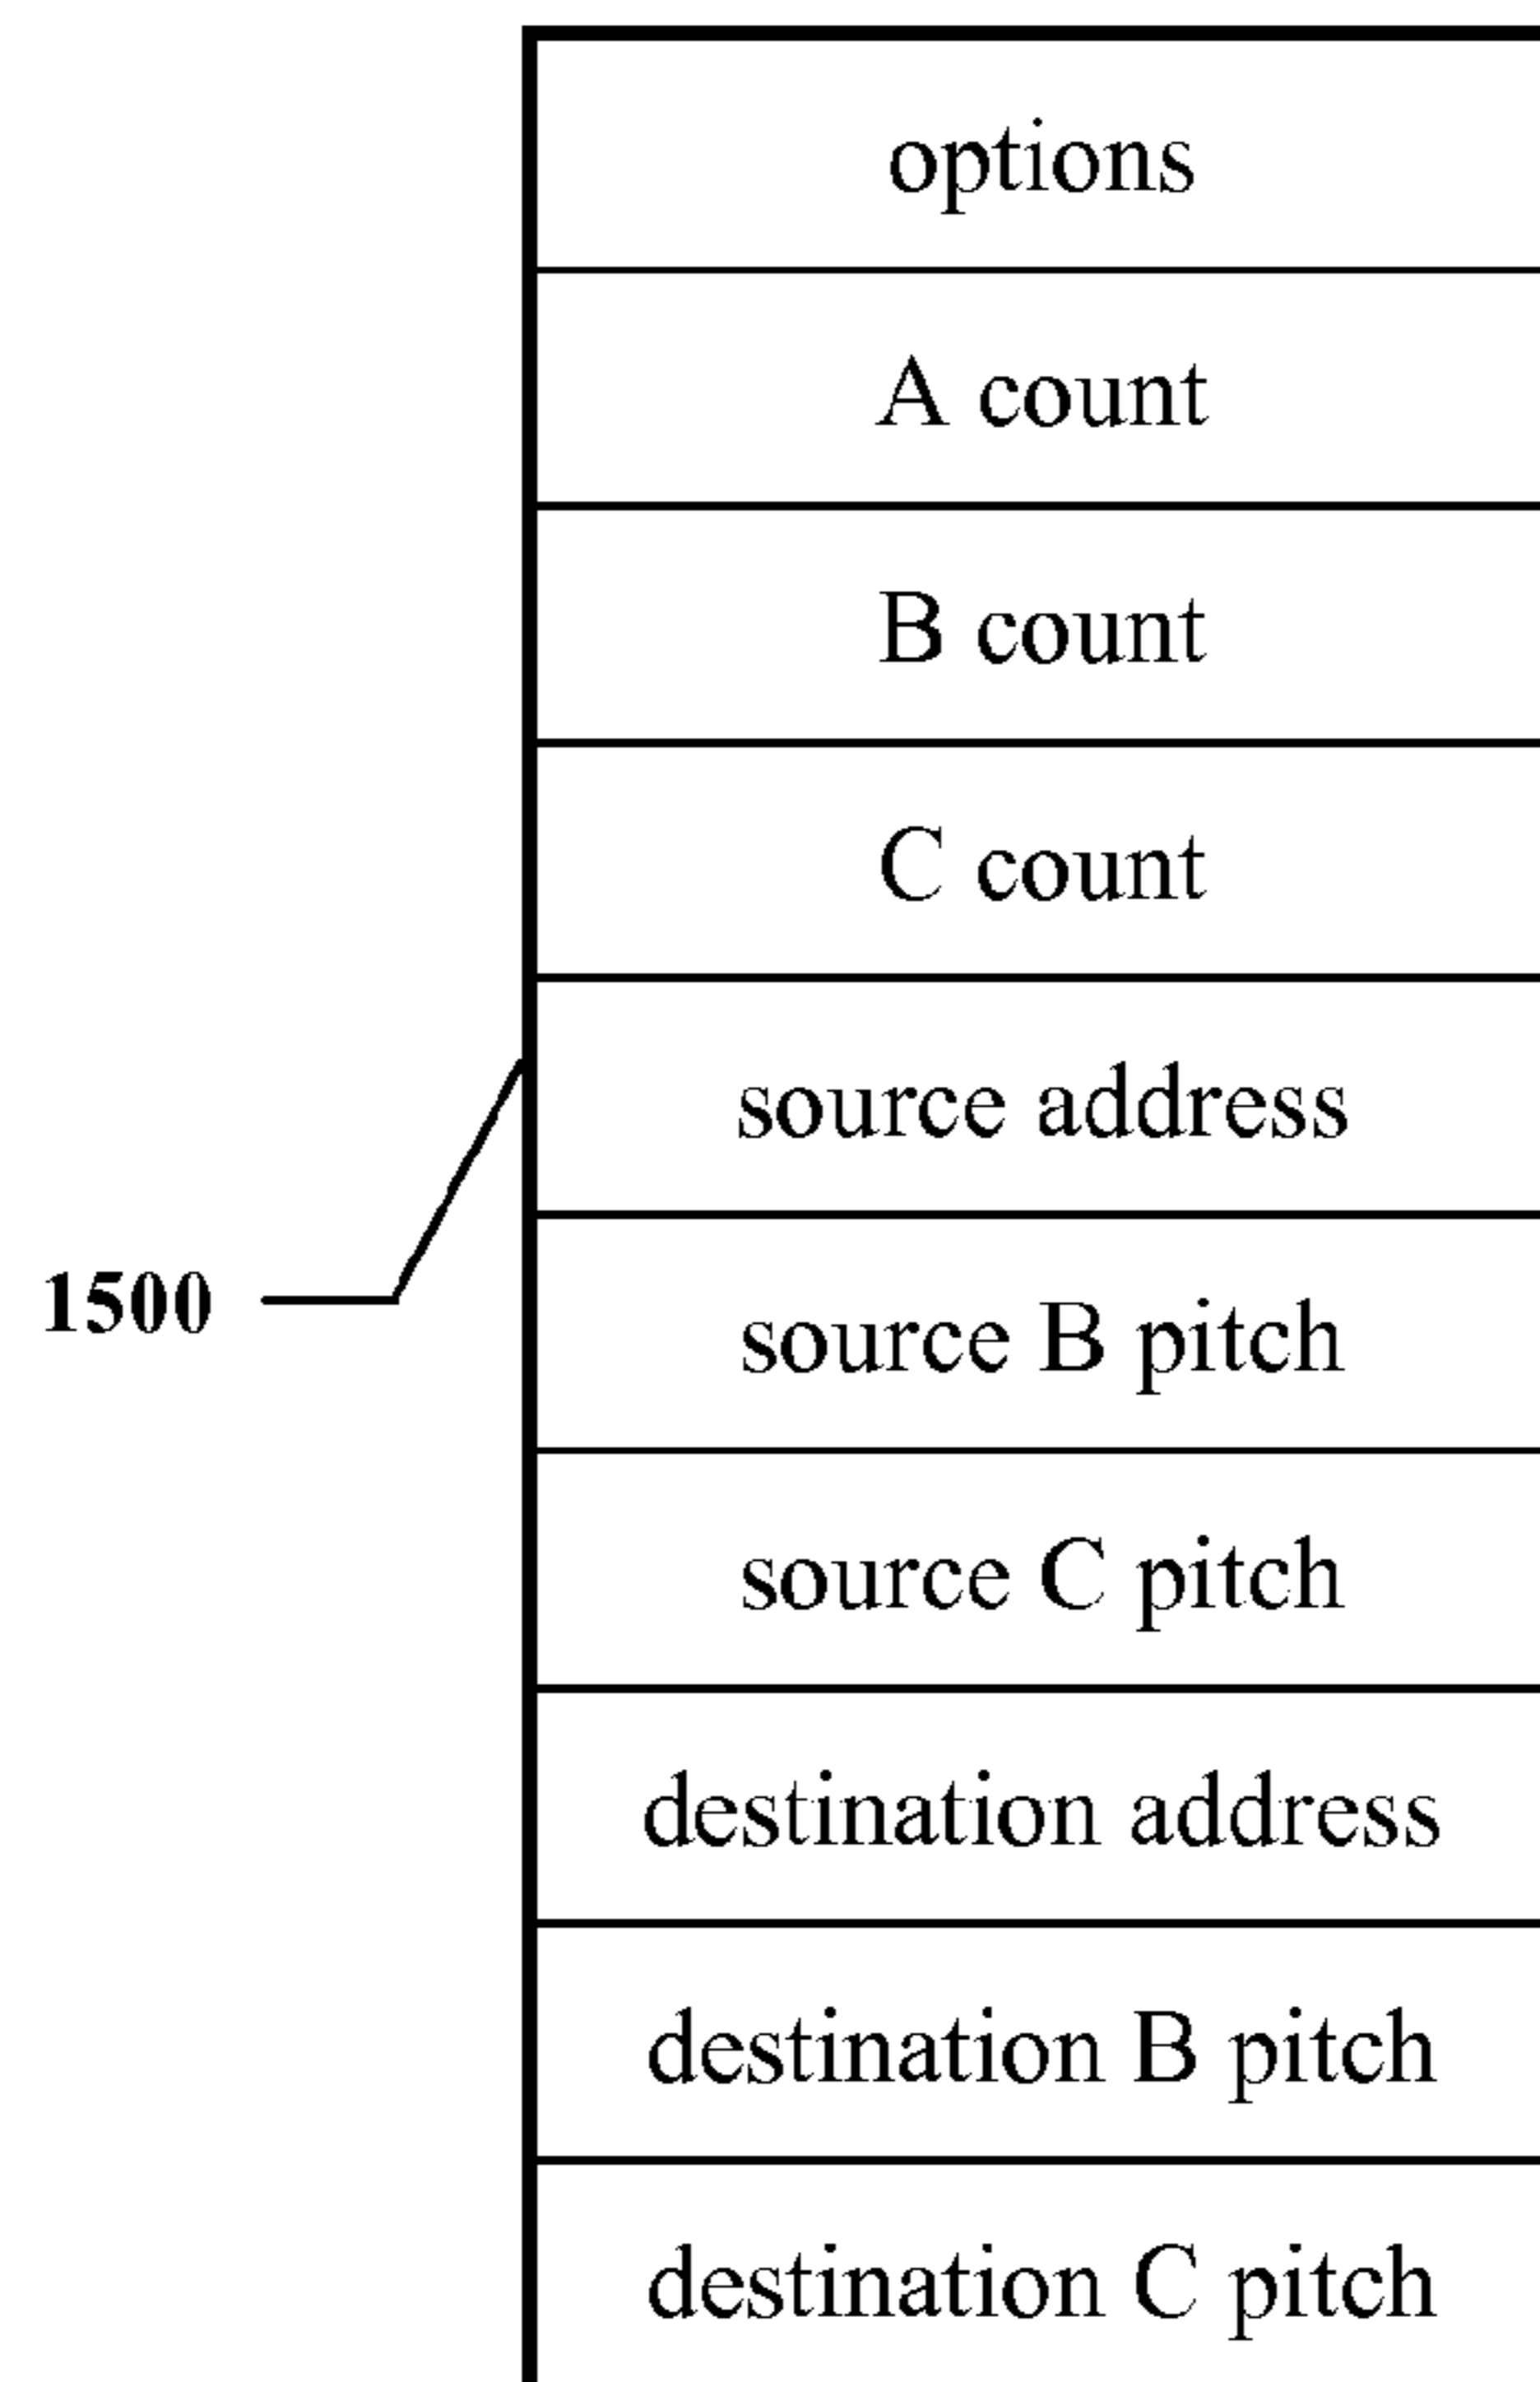 options
A count
B count
C count
source address
1500
source B pitch
source C pitch
destination address
destination B pitch
destination C pitch